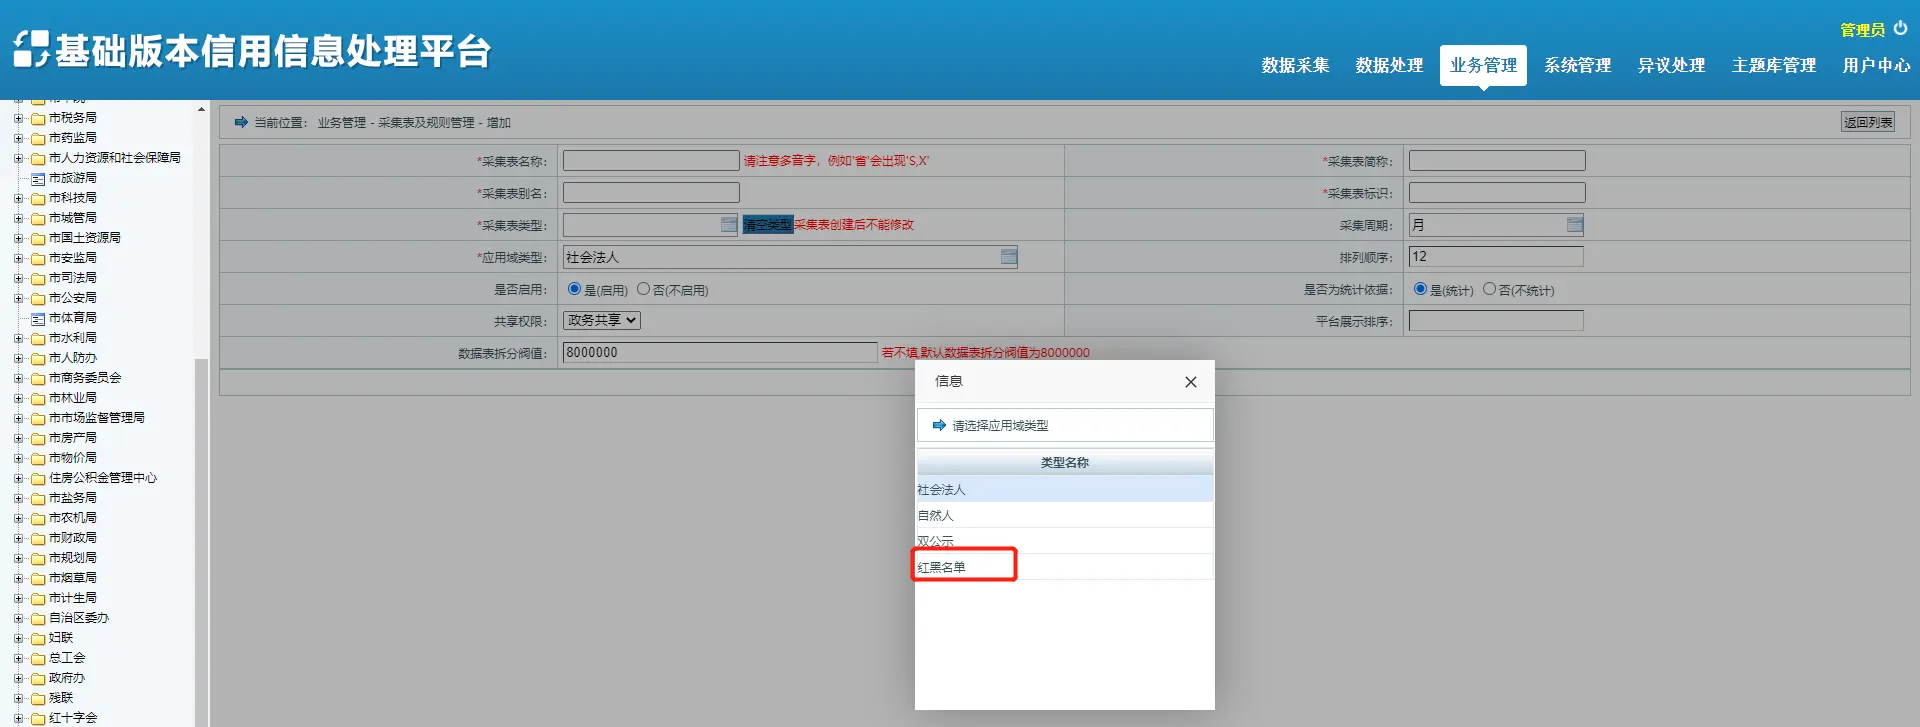 基础版本信用信息处理平台
管理员
数据采集 数据处理 业务管理 系统管理 异议处理 主题库管理 用户中心
市税务局
市药监局
市人力资源和社会保障局
市旅游局
市科技局
市城管局
市国土资源局
市安监局
市司法局
市公安局
市体育局
市水利局
市人防办
市商务委员会
市林业局
市市场监督管理局
市房产局
市物价局
住房公积金管理中心
市盐务局
市农机局
市财政局
市规划局
市烟草局
市计生局
自治区委办
妇联
总工会
政府办
残联
红十字会
当前位置： 业务管理 - 采集表及规则管理 - 增加 返回列表
*采集表名称： 请注意多音字，例如'省'会出现'S,X' *采集表简称：
*采集表别名： *采集表标识：
*采集表类型： 清空类型 采集表创建后不能修改 采集周期： 月
*应用域类型： 社会法人 排列顺序： 12
是否启用： 是(启用) 否(不启用) 是否为统计依据： 是(统计) 否(不统计)
共享权限： 政务共享 平台展示排序：
数据表拆分阀值： 8000000 若不填,默认数据表拆分阀值为8000000
信息
请选择应用域类型
类型名称
社会法人
自然人
双公示
红黑名单